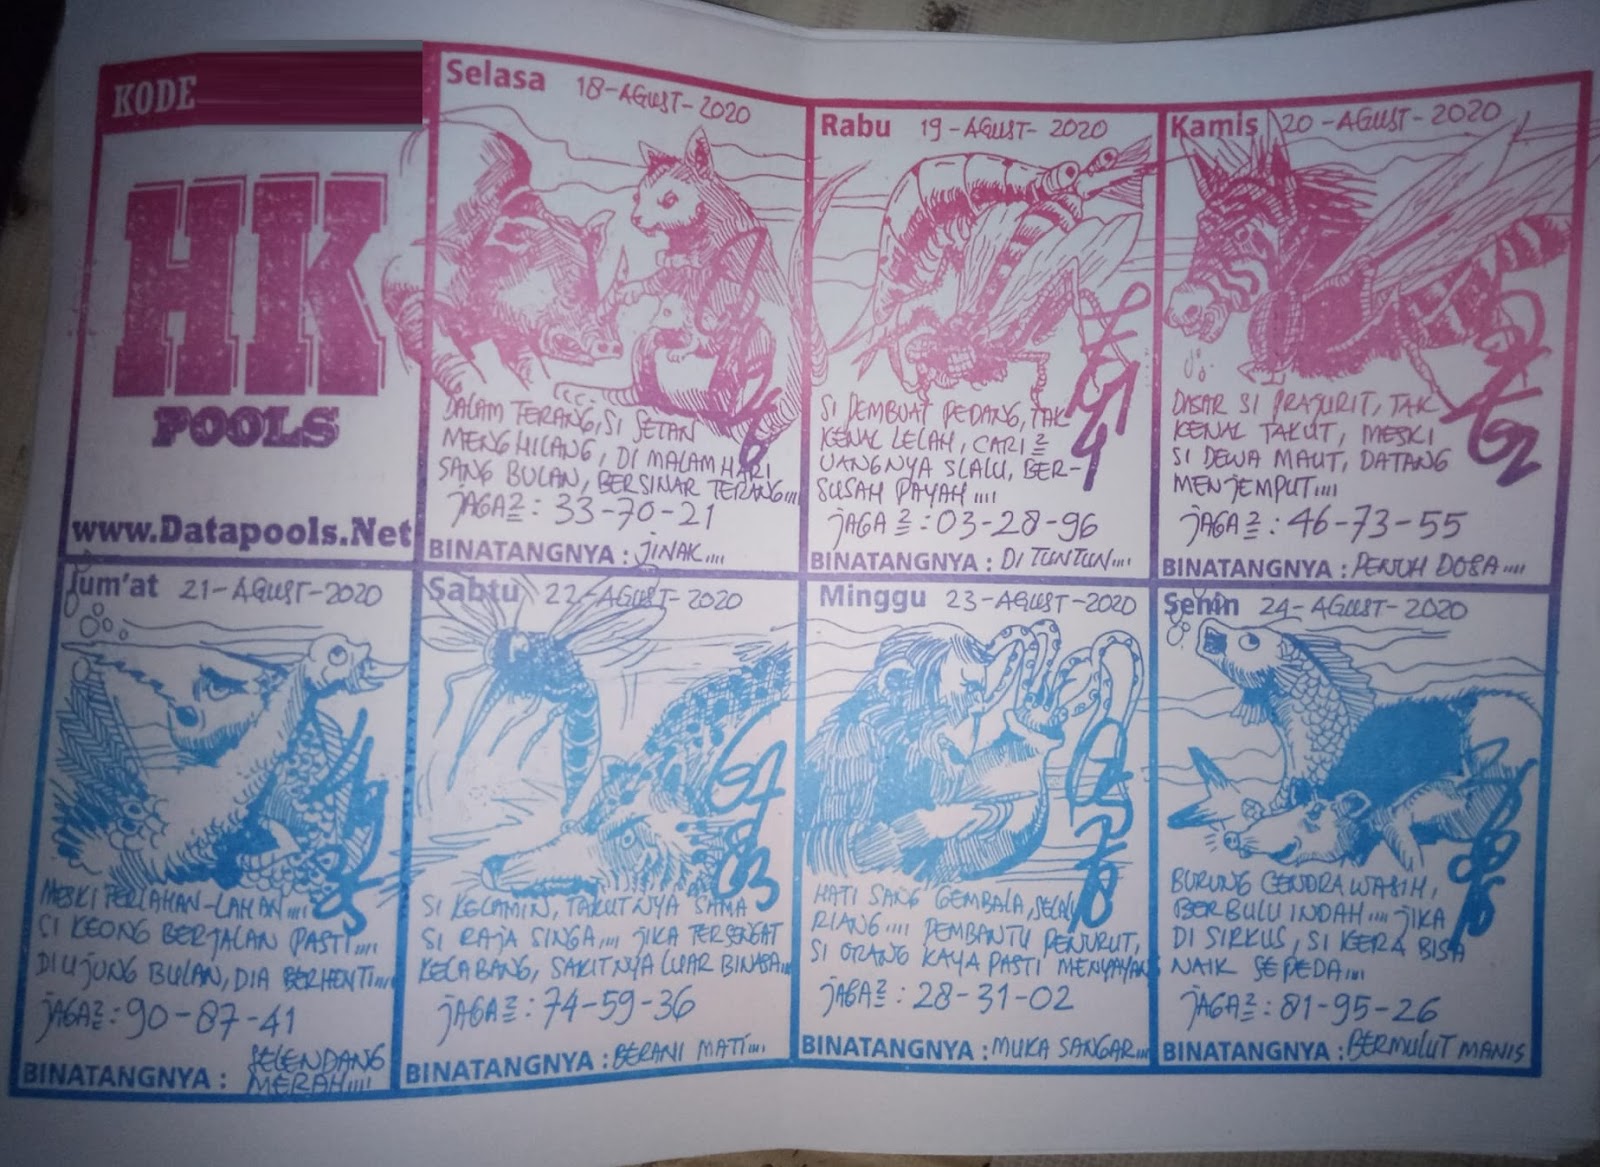 KODE
HK
POOLS
www.Datapools.Net
Selasa 18-AGUST-2020
DALAM TERANG, SI SETAN
MENGHILANG, DI MALAM HARI
SANG BULAN, BERSINAR TERANG....
JAGA2 : 33-70-21
BINATANGNYA : JINAK....
Rabu 19-AGUST-2020
SI PEMBUAT PEDANG, TAK
KENAL LELAH, CARI2
UANGNYA SLALU, BER-
SUSAH PAYAH....
JAGA2 : 03-28-96
BINATANGNYA : DI TUNTUN....
Kamis 20-AGUST-2020
DASAR SI PRAJURIT, TAK
KENAL TAKUT, MESKI
SI DEWA MAUT, DATANG
MENJEMPUT....
JAGA2 : 46-73-55
BINATANGNYA : PENUH DOSA....
Jum'at 21-AGUST-2020
MESKI PERLAHAN-LAHAN....
SI KEONG BERJALAN PASTI....
DIUJUNG BULAN, DIA BERHENTI....
JAGA2 : 90-87-41
BINATANGNYA : SELENDANG
MERAH....
Sabtu 22-AGUST-2020
SI KELAMIN, TAKUTNYA SAMA
SI RAJA SINGA.... JIKA TERSENGAT
KELABANG, SAKITNYA LUAR BINASA....
JAGA2 : 74-59-36
BINATANGNYA : BERANI MATI....
Minggu 23-AGUST-2020
HATI SANG GEMBALA, SELALU
RIANG.... PEMBANTU PENURUT,
SI ORANG KAYA PASTI MENYAYANG
JAGA2 : 28-31-02
BINATANGNYA : MUKA SANGAR....
Senin 24-AGUST-2020
BURUNG CENDRAWASIH,
BERBULU INDAH.... JIKA
DI SIRKUS, SI KERA BISA
NAIK SEPEDA....
JAGA2 : 81-95-26
BINATANGNYA : BERMULUT MANIS